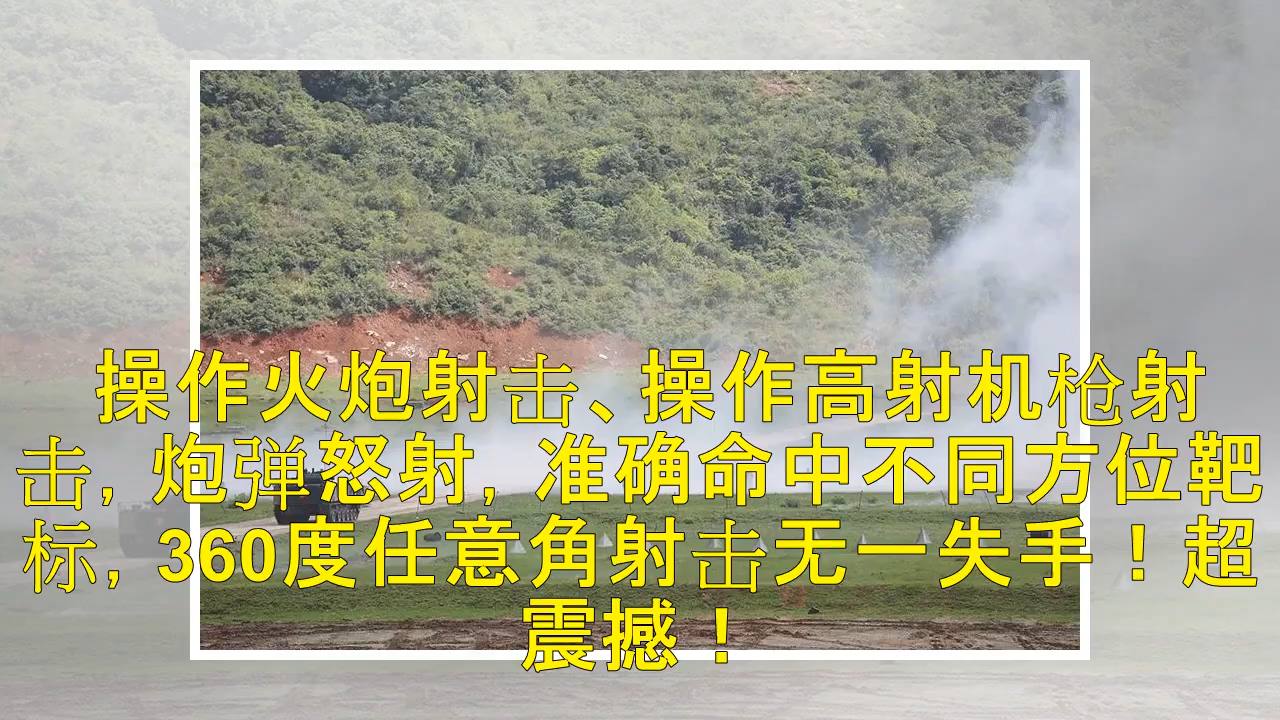 操作火炮射击、操作高射机枪射
击, 炮弹怒射, 准确命中不同方位靶
标, 360度任意角射击无一失手！超
震撼！